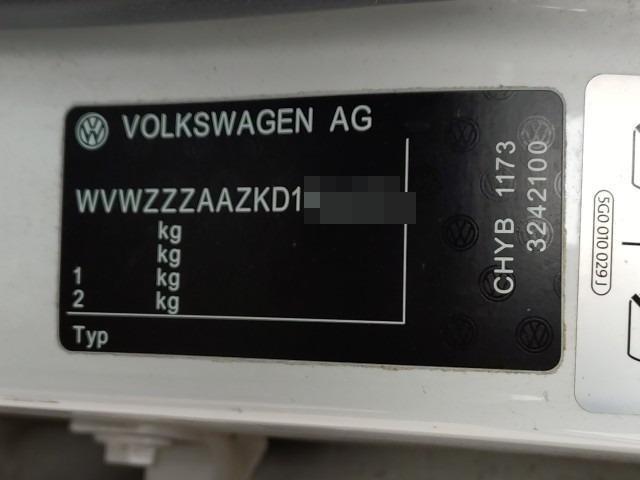 VOLKSWAGEN AG
WVWZZZAAZKD1
kg
kg
1 kg
2 kg
Typ
CHYB 1173
3242100
5G0 010 029 J